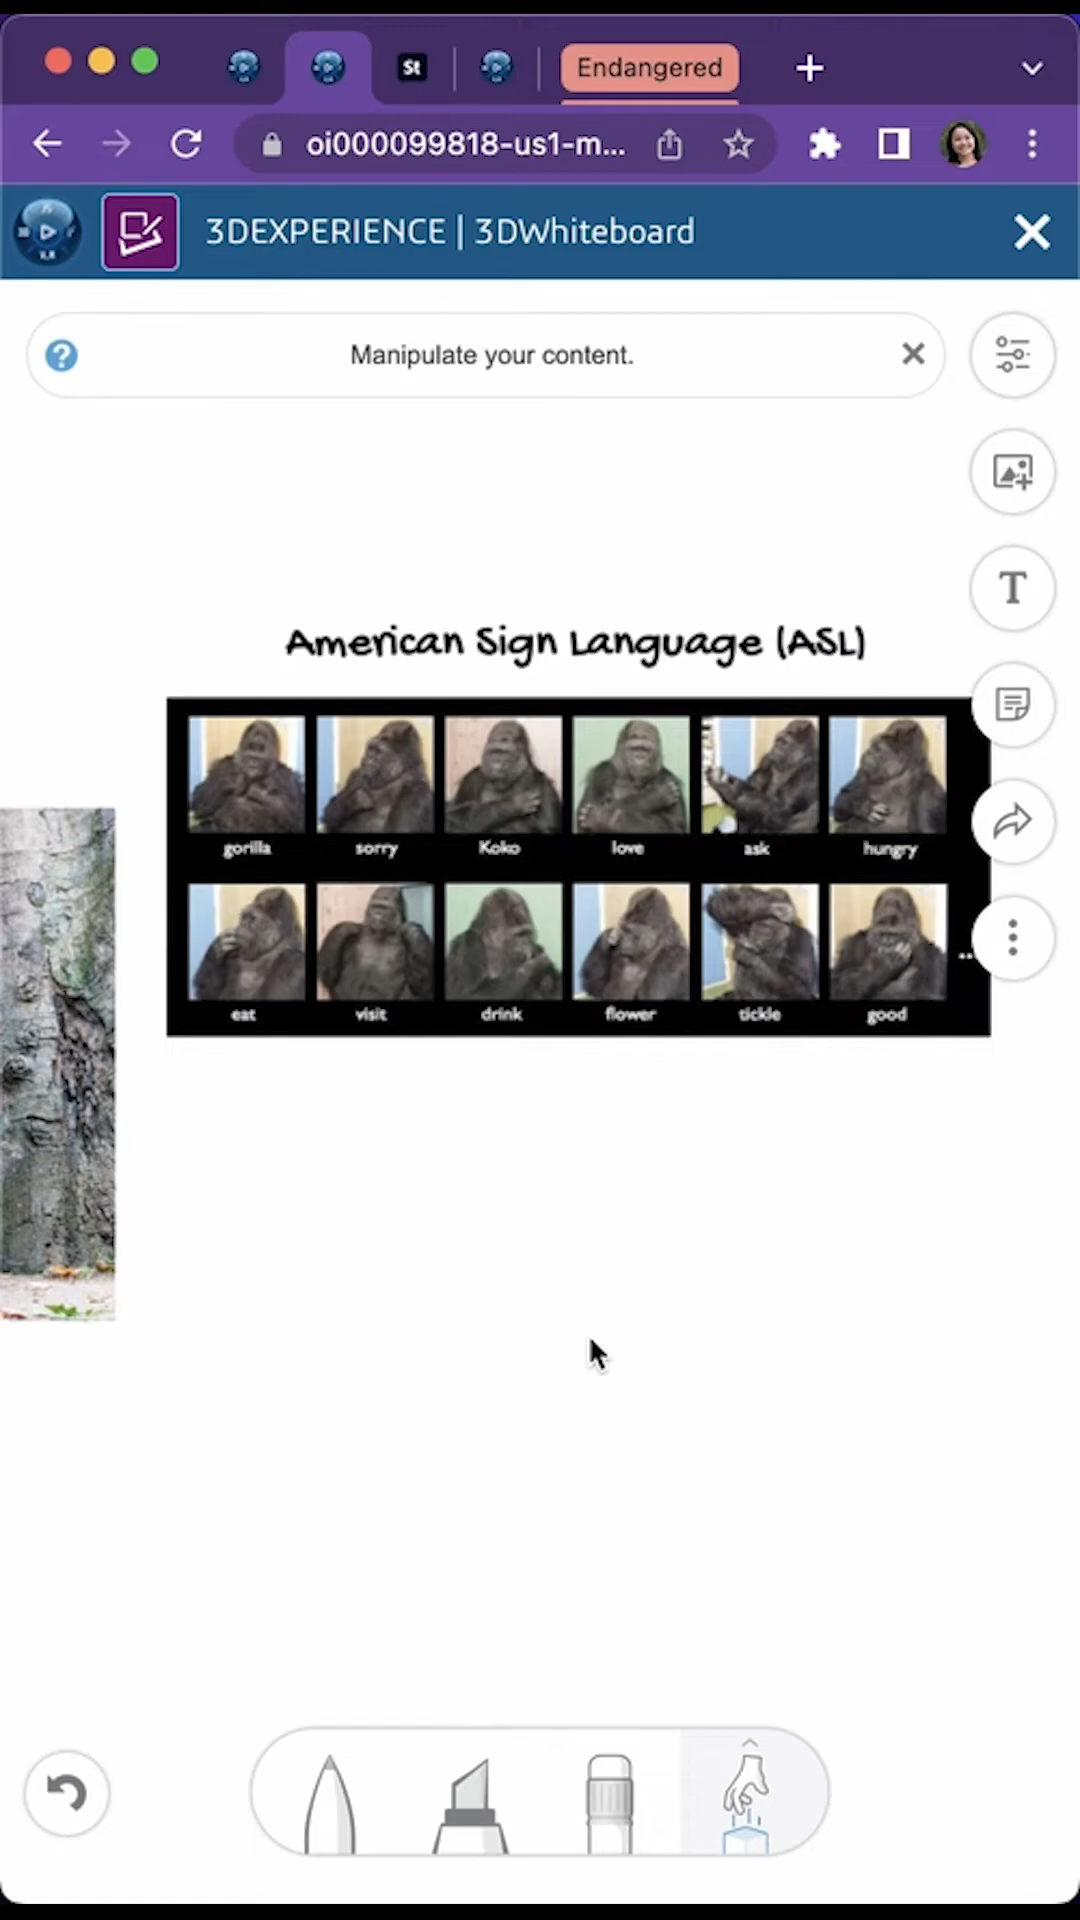 St
Endangered
oi000099818-us1-m...
3DEXPERIENCE | 3DWhiteboard
Manipulate your content.
T
American Sign Language (ASL)
gorilla sorry Koko love ask hungry
eat visit drink flower tickle good